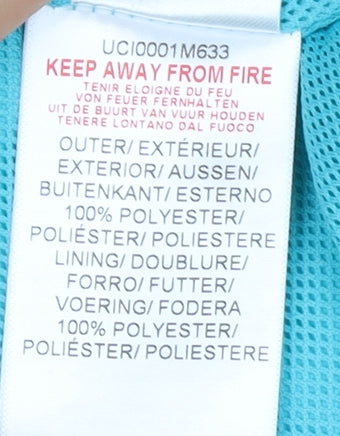 UCI0001M633
KEEP AWAY FROM FIRE
TENIR ELOIGNE DU FEU
VON FEUER FERNHALTEN
UIT DE BUURT VAN VUUR HOUDEN
TENERE LONTANO DAL FUOCO
OUTER/ EXTÉRIEUR/
EXTERIOR/ AUSSEN/
BUITENKANT/ ESTERNO
100% POLYESTER/
POLIÉSTER/ POLIESTERE
LINING/ DOUBLURE/
FORRO/ FUTTER/
VOERING/ FODERA
100% POLYESTER/
POLIÉSTER/ POLIESTERE